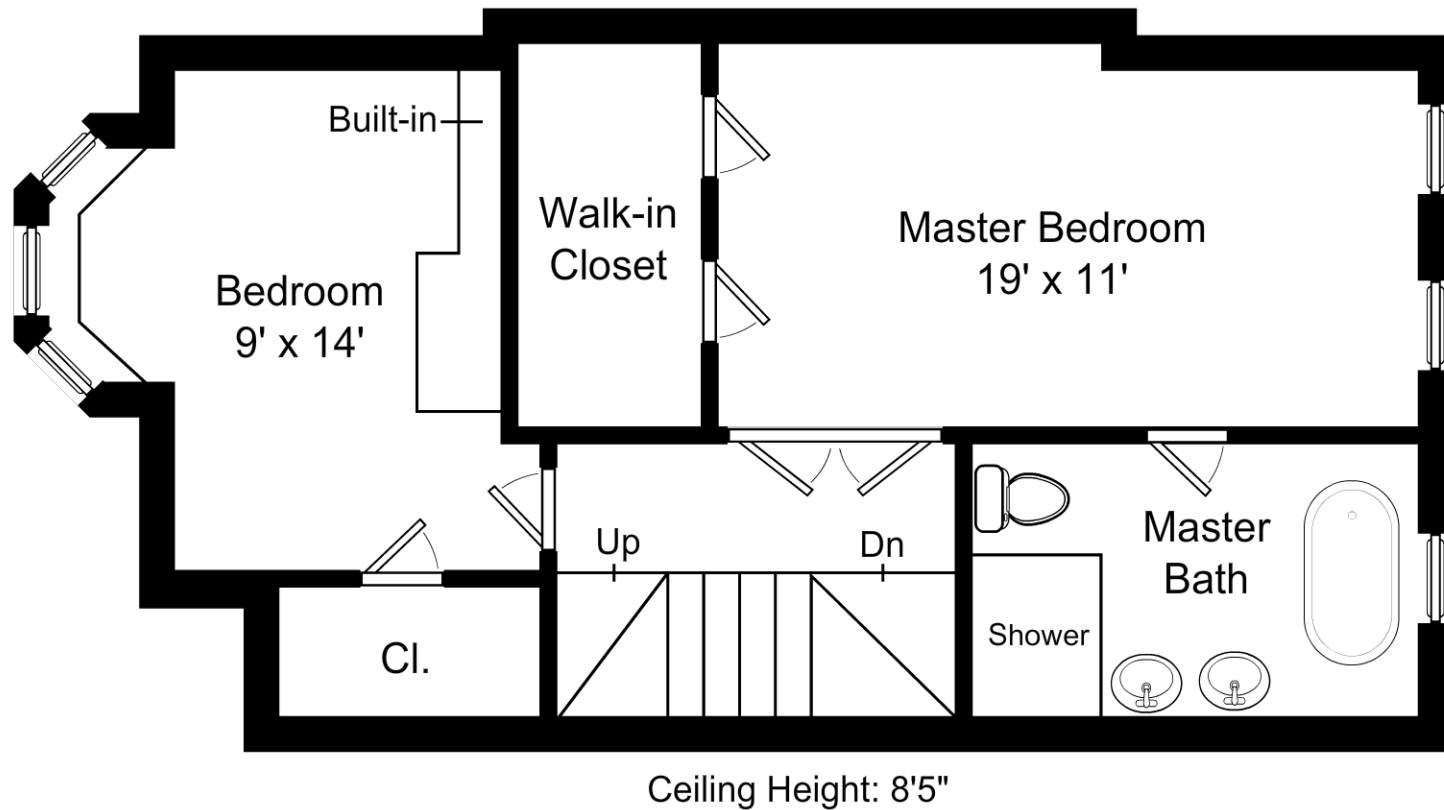 Built-in
Walk-in
Closet
Master Bedroom
19' x 11'
Bedroom
9' x 14'
Up
Dn
Master
Bath
Shower
Cl.
Ceiling Height: 8'5"